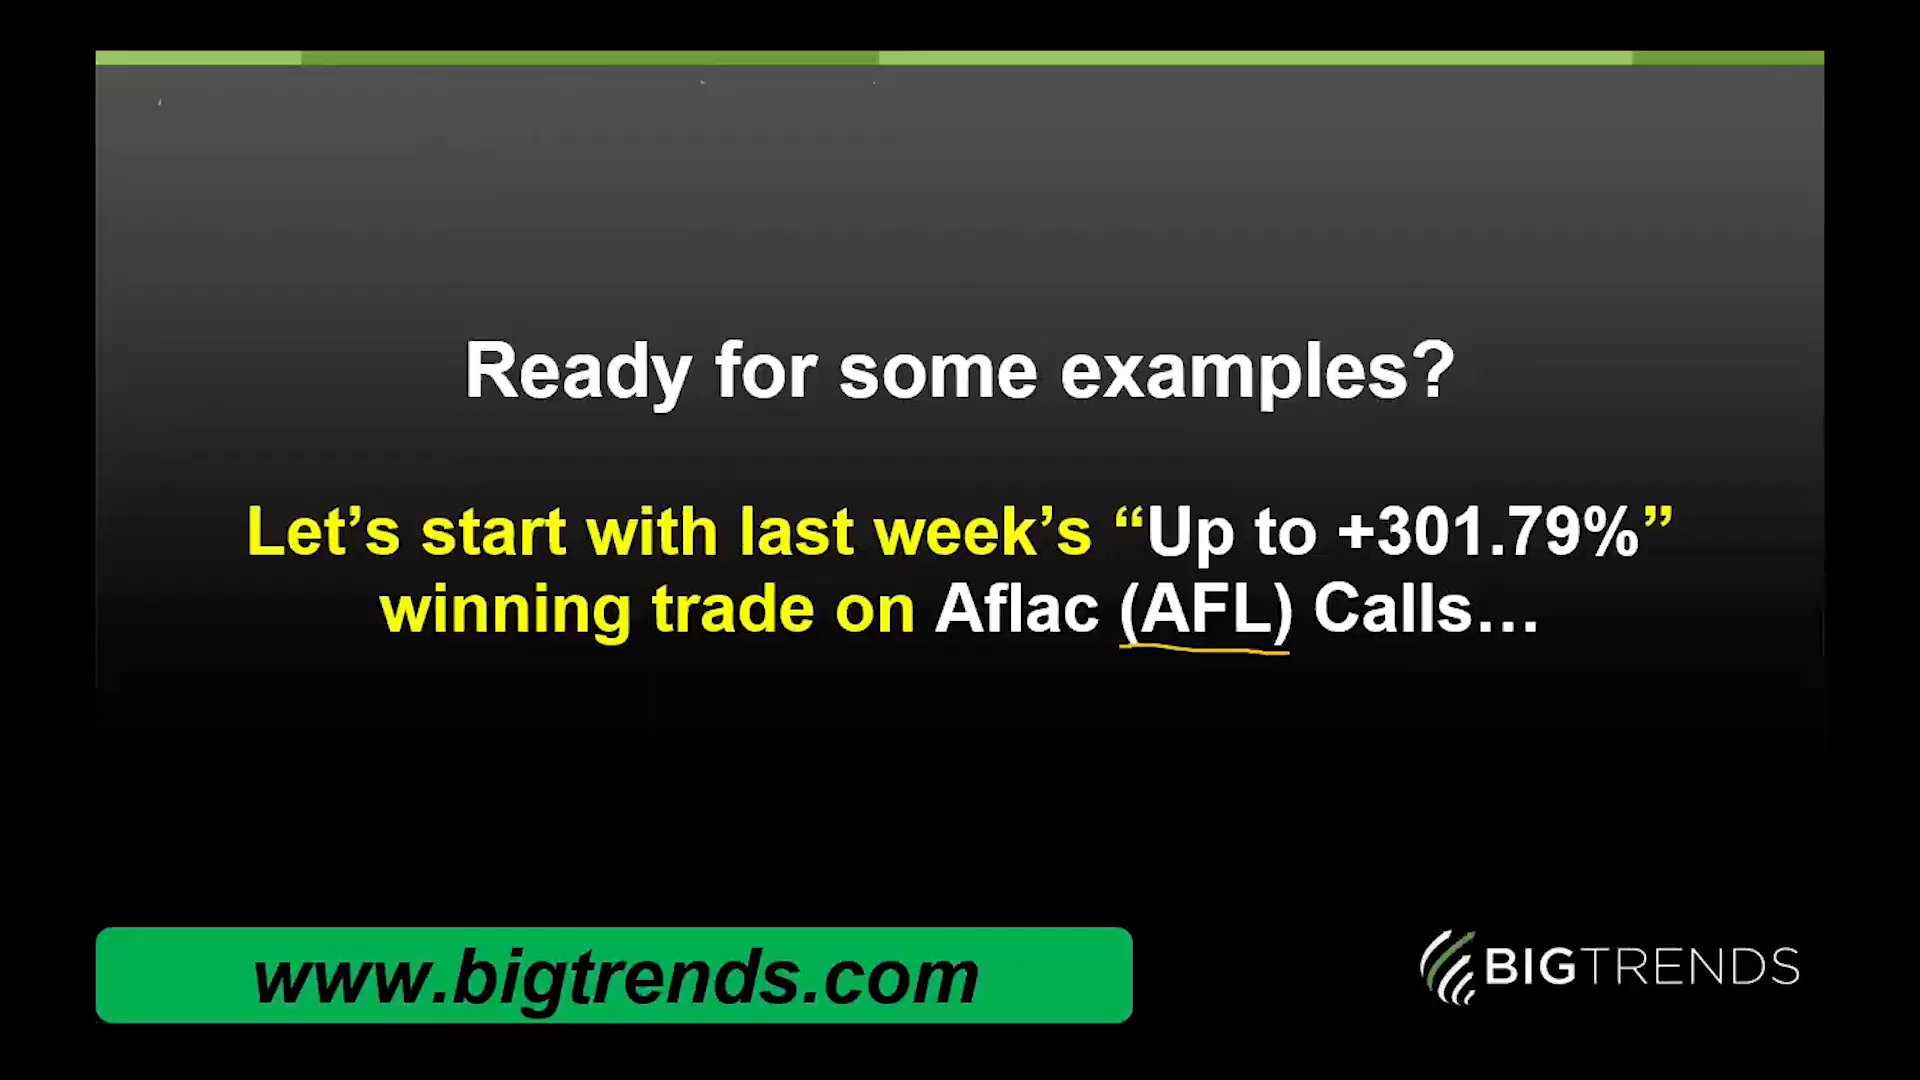 Ready for some examples?
Let’s start with last week’s “Up to +301.79%”
winning trade on Aflac (AFL) Calls…
www.bigtrends.com
BIGTRENDS